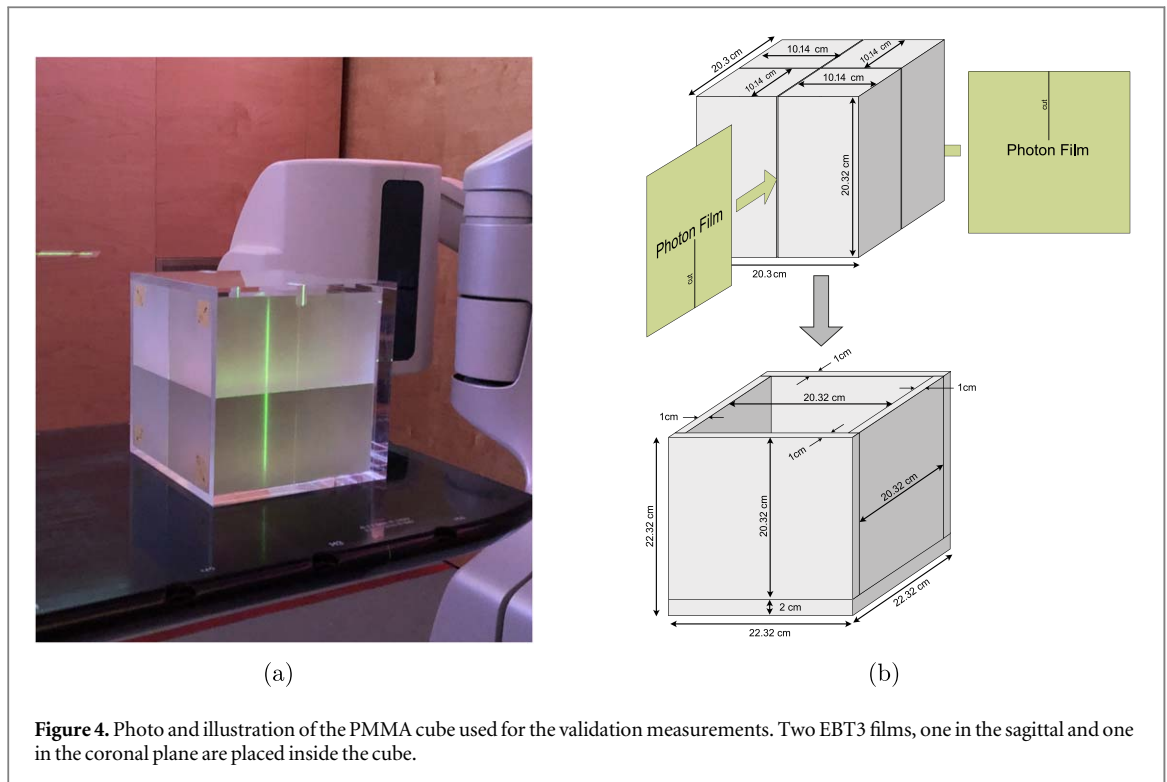 20.3 cm
10.14 cm
10.14 cm
10.14 cm
10.14 cm
20.32 cm
20.3 cm
Photon Film
cut
cut
Photon Film
1cm
1cm
20.32 cm
1cm
1cm
22.32 cm
20.32 cm
20.32 cm
2 cm
22.32 cm
22.32 cm
(a)
(b)
Figure 4. Photo and illustration of the PMMA cube used for the validation measurements. Two EBT3 films, one in the sagittal and one
in the coronal plane are placed inside the cube.